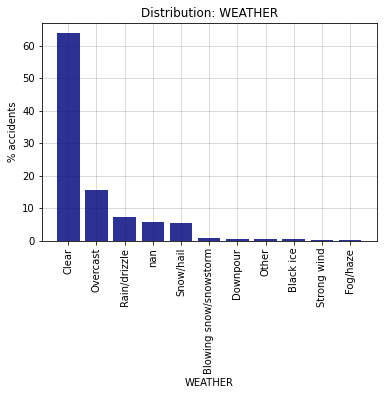 Distribution: WEATHER
% accidents
60
50
40
30
20
10
0
Clear
Overcast
Rain/drizzle
nan
Snow/hail
Blowing snow/snowstorm
Downpour
Other
Black ice
Strong wind
Fog/haze
WEATHER